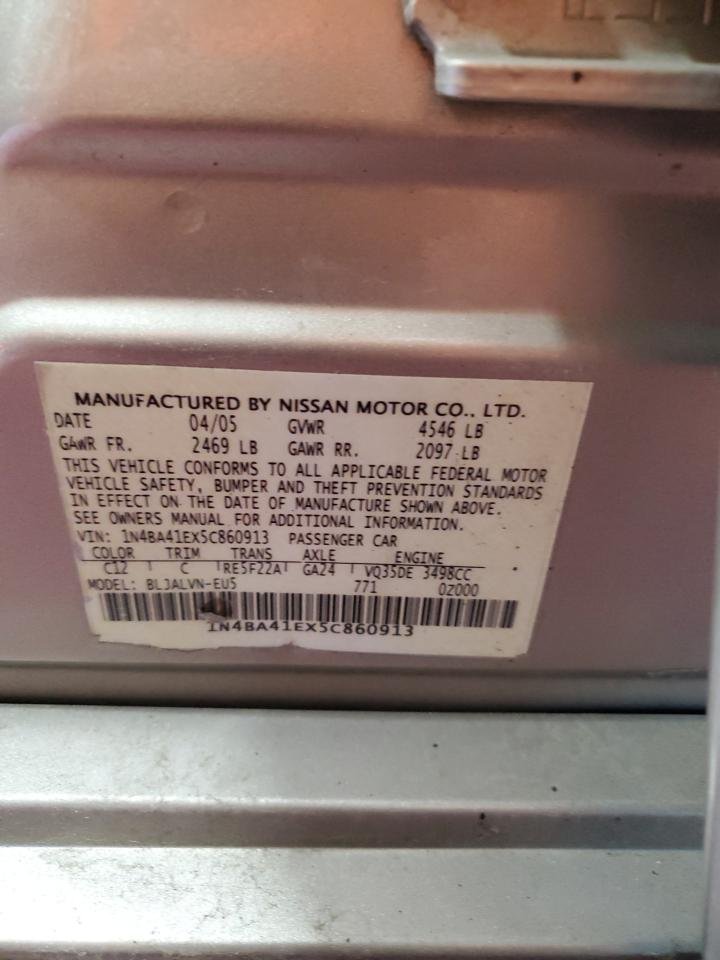 MANUFACTURED BY NISSAN MOTOR CO., LTD.
DATE 04/05 GVWR 4546 LB
GAWR FR. 2469 LB GAWR RR. 2097 LB
THIS VEHICLE CONFORMS TO ALL APPLICABLE FEDERAL MOTOR
VEHICLE SAFETY, BUMPER AND THEFT PREVENTION STANDARDS
IN EFFECT ON THE DATE OF MANUFACTURE SHOWN ABOVE.
SEE OWNERS MANUAL FOR ADDITIONAL INFORMATION.
VIN: 1N4BA41EX5C860913 PASSENGER CAR
COLOR TRIM TRANS AXLE ENGINE
C12 C RE5F22A GA24 VQ35DE 3498CC
MODEL: BLJALVN-EU5 771 0Z000
1N4BA41EX5C860913